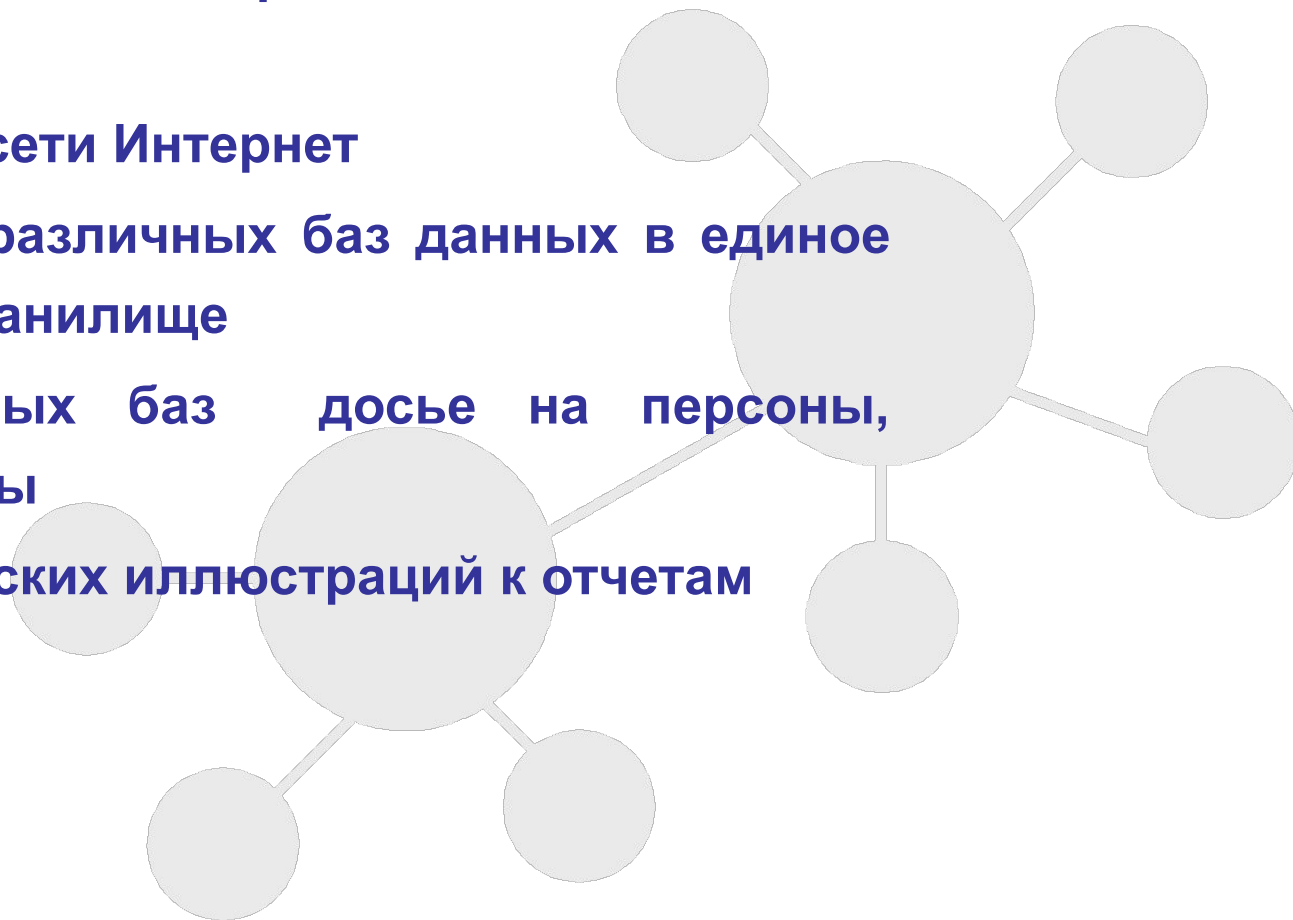 сети Интернет
различных баз данных в единое
анилище
ых баз досье на персоны,
ы
ских иллюстраций к отчетам